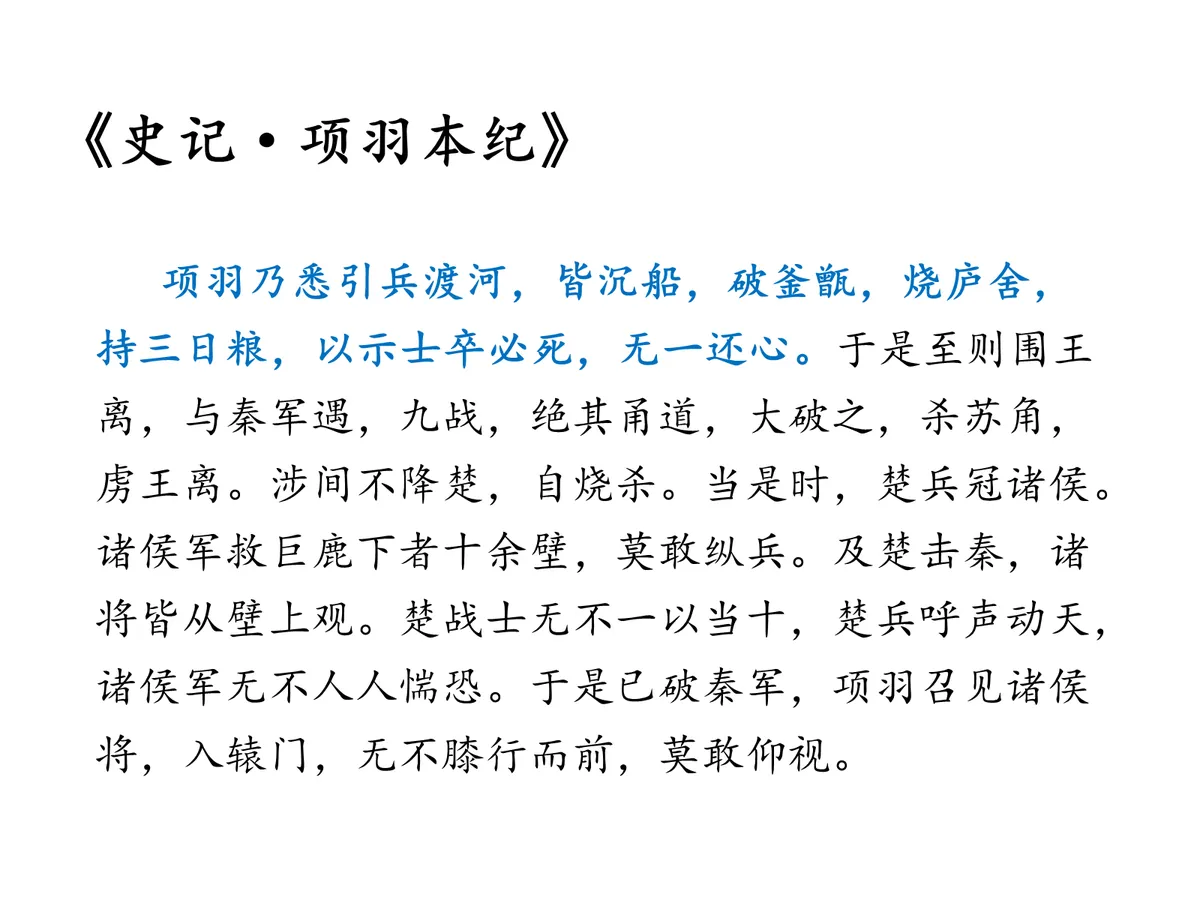 《史记·项羽本纪》
项羽乃悉引兵渡河，皆沉船，破釜甑，烧庐舍，
持三日粮，以示士卒必死，无一还心。于是至则围王
离，与秦军遇，九战，绝其甬道，大破之，杀苏角，
虏王离。涉间不降楚，自烧杀。当是时，楚兵冠诸侯。
诸侯军救巨鹿下者十余壁，莫敢纵兵。及楚击秦，诸
将皆从壁上观。楚战士无不一以当十，楚兵呼声动天，
诸侯军无不人人惴恐。于是已破秦军，项羽召见诸侯
将，入辕门，无不膝行而前，莫敢仰视。